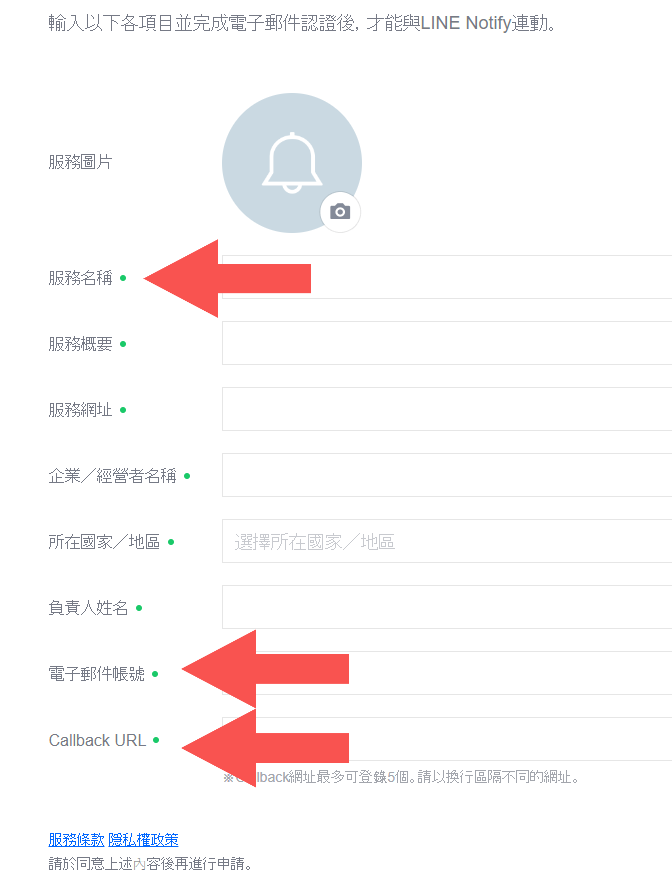 輸入以下各項目並完成電子郵件認證後，才能與LINE Notify連動。
服務圖片
服務名稱
服務概要
服務網址
企業／經營者名稱
所在國家／地區
選擇所在國家／地區
負責人姓名
電子郵件帳號
Callback URL
※Callback網址最多可登錄5個。請以換行區隔不同的網址。
服務條款 隱私權政策
請於同意上述內容後再進行申請。